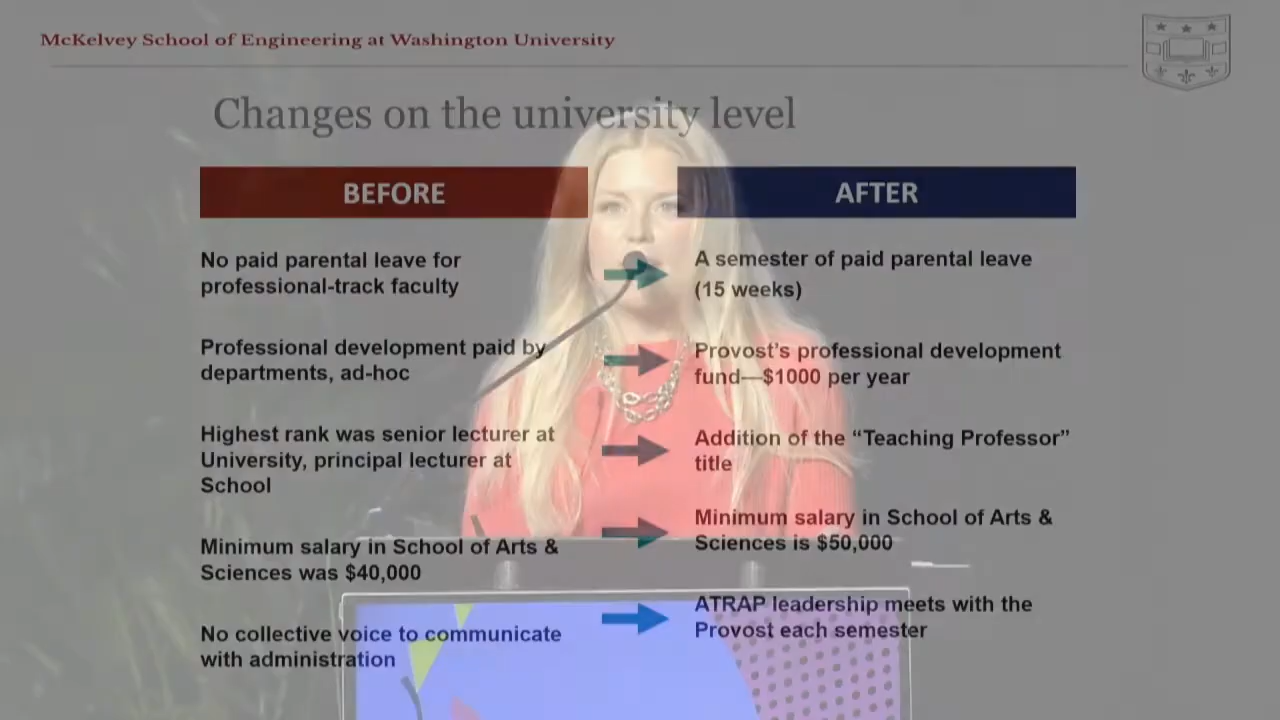 McKelvey School of Engineering at Washington University
Changes on the university level
BEFORE
AFTER
No paid parental leave for
professional-track faculty
A semester of paid parental leave
(15 weeks)
Professional development paid by
departments, ad-hoc
Provost’s professional development
fund—$1000 per year
Highest rank was senior lecturer at
University, principal lecturer at
School
Addition of the “Teaching Professor”
title
Minimum salary in School of Arts &
Sciences was $40,000
Minimum salary in School of Arts &
Sciences is $50,000
No collective voice to communicate
with administration
ATRAP leadership meets with the
Provost each semester